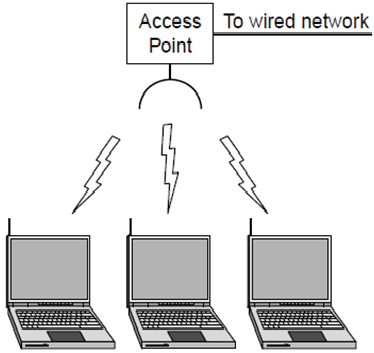 Access
Point
To wired network